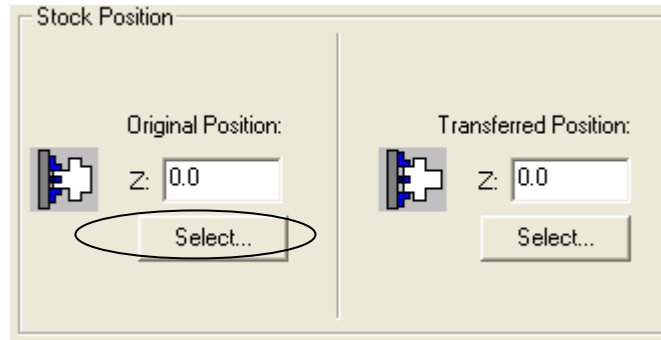 Stock Position
Original Position:
Z: 0.0
Select...
Transferred Position:
Z: 0.0
Select...